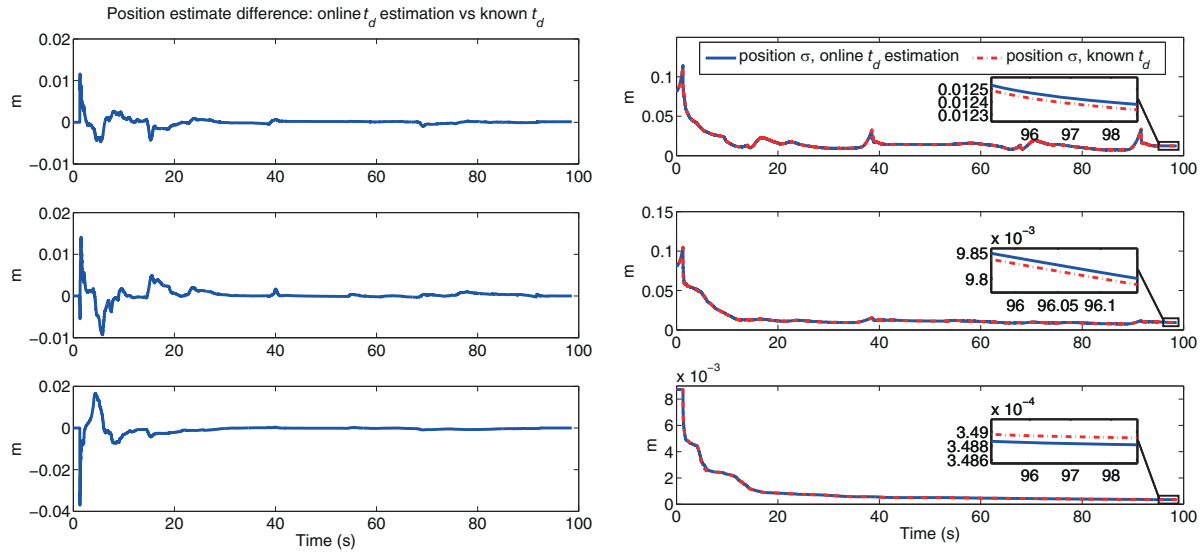 Position estimate difference: online t_d estimation vs known t_d
0.02
0.01
0
−0.01
m
0 20 40 60 80 100
0.02
0.01
0
−0.01
m
0 20 40 60 80 100
0.02
0
−0.02
−0.04
m
0 20 40 60 80 100
Time (s)
position σ, online t_d estimation
position σ, known t_d
0.1
0.05
0
m
0.0125
0.0124
0.0123
96 97 98
0 20 40 60 80 100
0.15
0.1
0.05
0
m
x 10⁻³
9.85
9.8
96 96.05 96.1
0 20 40 60 80 100
x 10⁻³
8
6
4
2
0
m
x 10⁻⁴
3.49
3.488
3.486
96 97 98
0 20 40 60 80 100
Time (s)